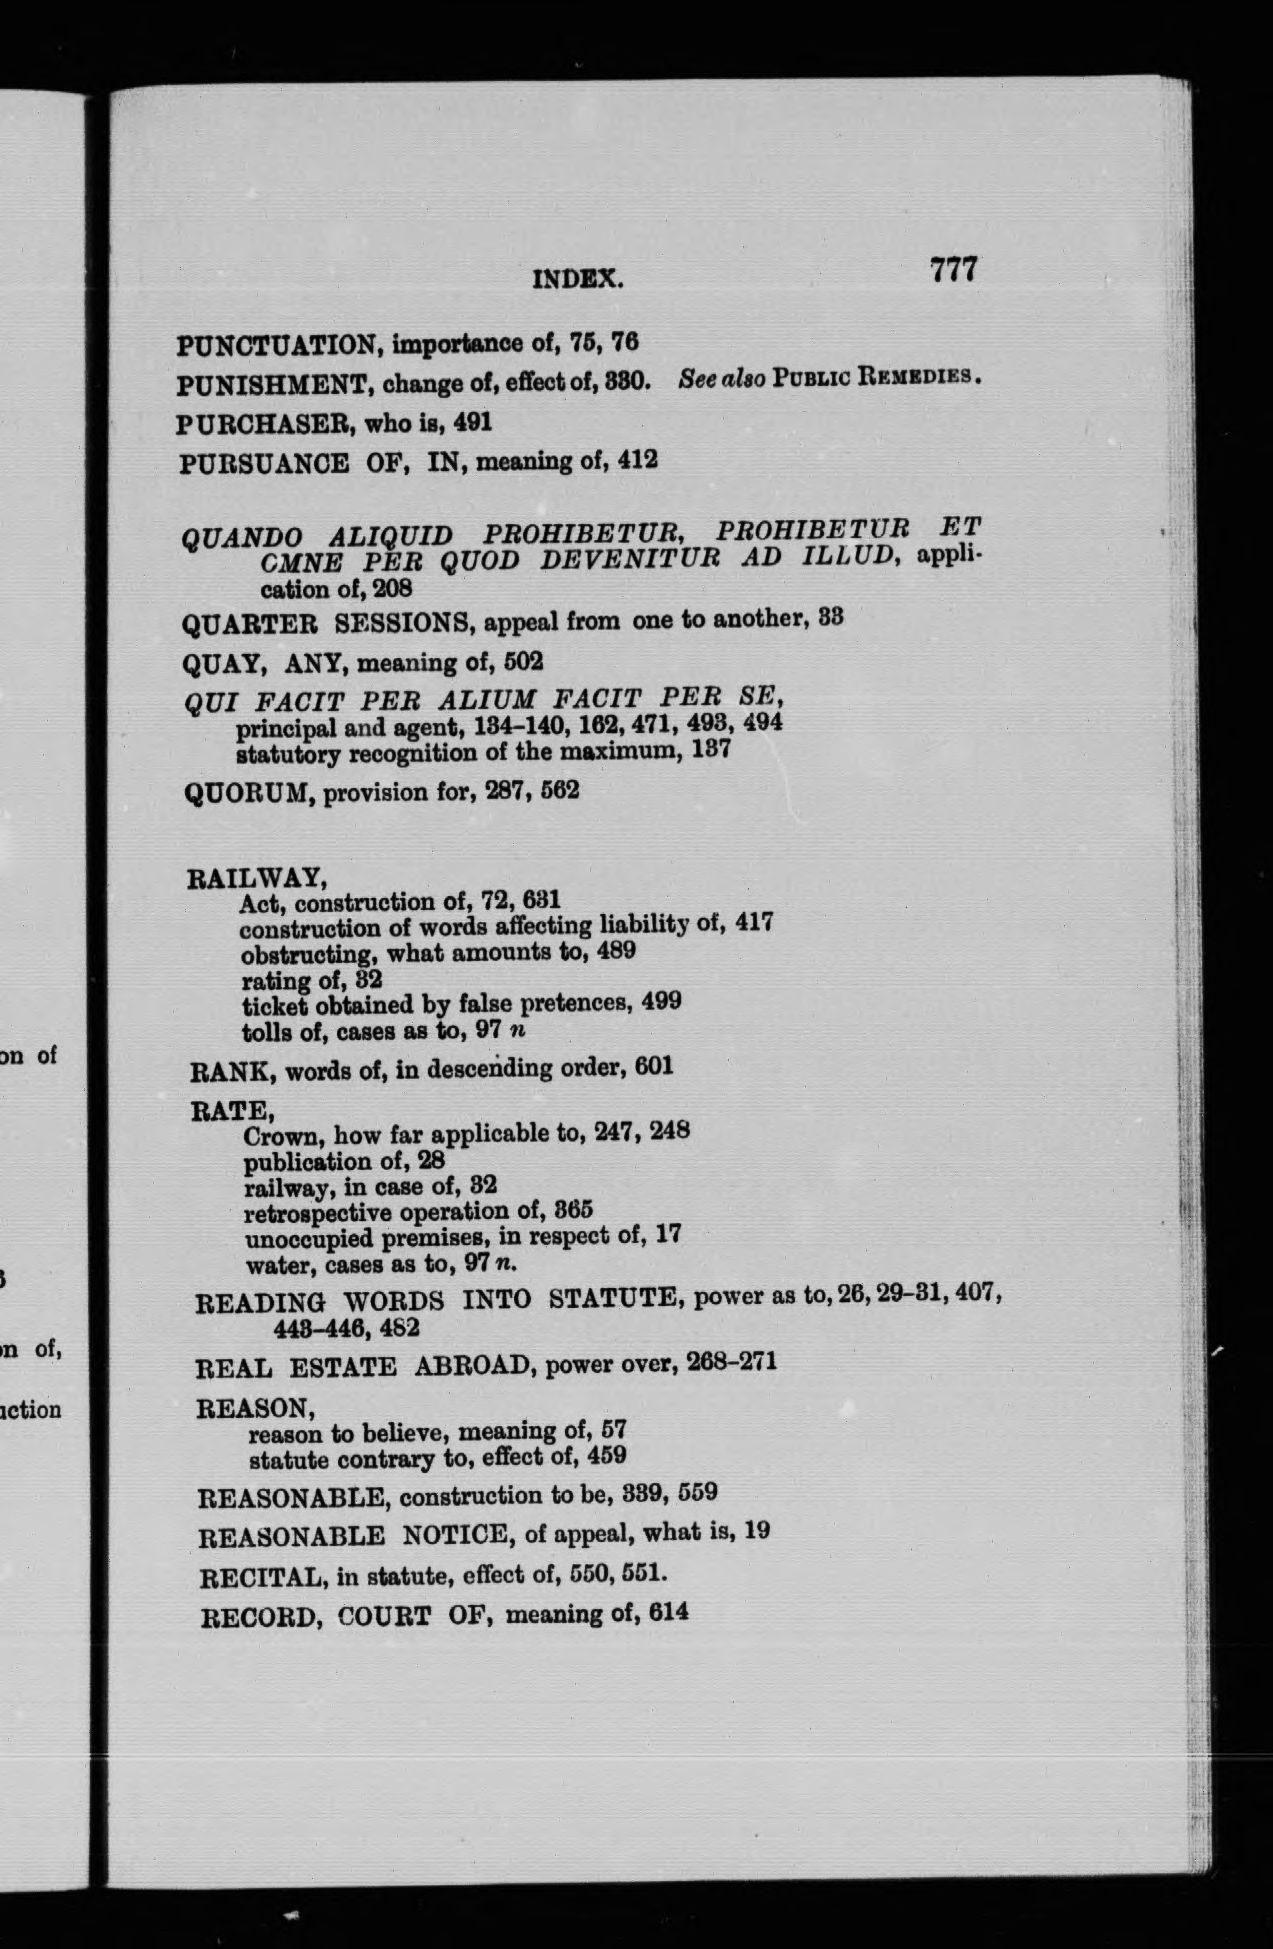 INDEX. 777
PUNCTUATION, importance of, 75, 76
PUNISHMENT, change of, effect of, 330. See also PUBLIC REMEDIES.
PURCHASER, who is, 491
PURSUANCE OF, IN, meaning of, 412
QUANDO ALIQUID PROHIBETUR, PROHIBETUR ET
OMNE PER QUOD DEVENITUR AD ILLUD, appli-
cation of, 208
QUARTER SESSIONS, appeal from one to another, 33
QUAY, ANY, meaning of, 502
QUI FACIT PER ALIUM FACIT PER SE,
principal and agent, 134-140, 162, 471, 493, 494
statutory recognition of the maximum, 137
QUORUM, provision for, 287, 562
RAILWAY,
Act, construction of, 72, 631
construction of words affecting liability of, 417
obstructing, what amounts to, 489
rating of, 32
ticket obtained by false pretences, 499
tolls of, cases as to, 97 n
RANK, words of, in descending order, 601
RATE,
Crown, how far applicable to, 247, 248
publication of, 28
railway, in case of, 32
retrospective operation of, 365
unoccupied premises, in respect of, 17
water, cases as to, 97 n.
READING WORDS INTO STATUTE, power as to, 26, 29-31, 407,
443-446, 482
REAL ESTATE ABROAD, power over, 268-271
REASON,
reason to believe, meaning of, 57
statute contrary to, effect of, 459
REASONABLE, construction to be, 339, 559
REASONABLE NOTICE, of appeal, what is, 19
RECITAL, in statute, effect of, 550, 551.
RECORD, COURT OF, meaning of, 614